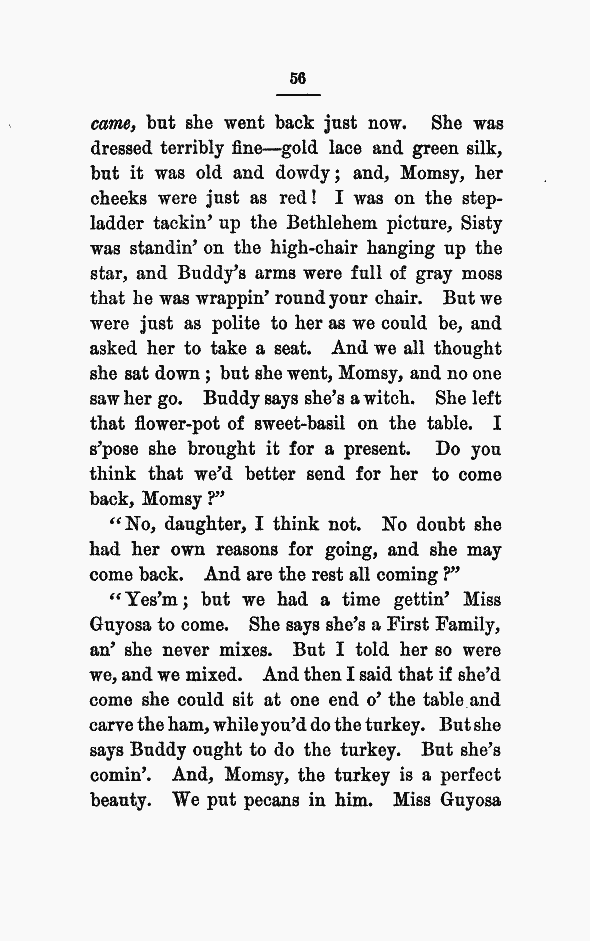 56
came, but she went back just now. She was
dressed terribly fine—gold lace and green silk,
but it was old and dowdy; and, Momsy, her
cheeks were just as red! I was on the step-
ladder tackin' up the Bethlehem picture, Sisty
was standin' on the high-chair hanging up the
star, and Buddy's arms were full of gray moss
that he was wrappin' round your chair. But we
were just as polite to her as we could be, and
asked her to take a seat. And we all thought
she sat down; but she went, Momsy, and no one
saw her go. Buddy says she's a witch. She left
that flower-pot of sweet-basil on the table. I
s'pose she brought it for a present. Do you
think that we'd better send for her to come
back, Momsy?"
"No, daughter, I think not. No doubt she
had her own reasons for going, and she may
come back. And are the rest all coming?"
"Yes'm; but we had a time gettin' Miss
Guyosa to come. She says she's a First Family,
an' she never mixes. But I told her so were
we, and we mixed. And then I said that if she'd
come she could sit at one end o' the table and
carve the ham, while you'd do the turkey. But she
says Buddy ought to do the turkey. But she's
comin'. And, Momsy, the turkey is a perfect
beauty. We put pecans in him. Miss Guyosa